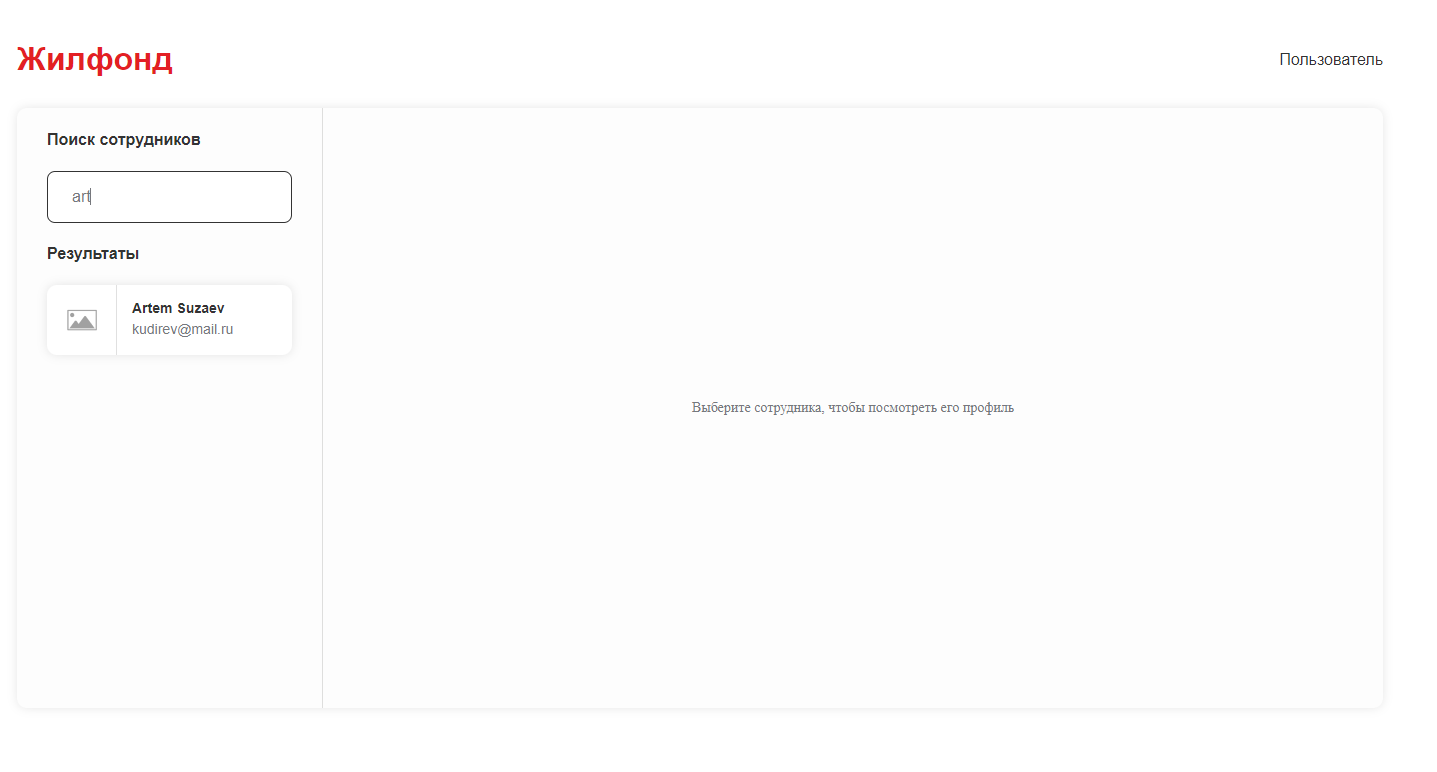 Жилфонд
Пользователь
Поиск сотрудников
art
Результаты
Artem Suzaev
kudirev@mail.ru
Выберите сотрудника, чтобы посмотреть его профиль